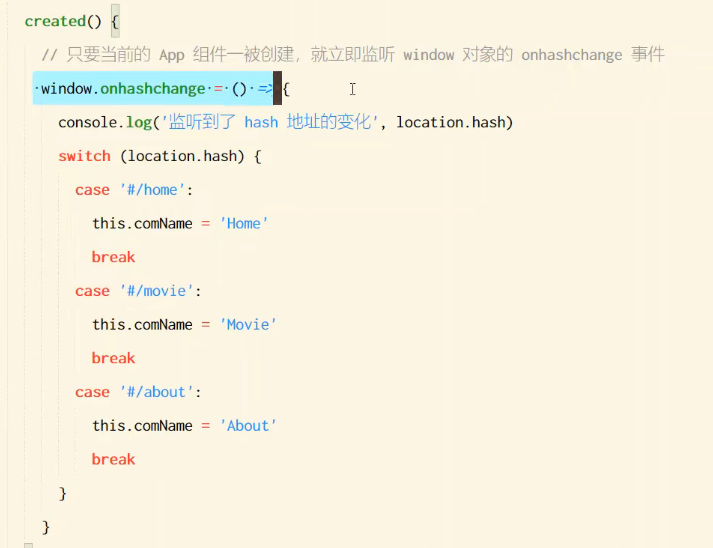 created() {
// 只要当前的 App 组件一被创建，就立即监听 window 对象的 onhashchange 事件
window.onhashchange = () => {
console.log('监听到了 hash 地址的变化', location.hash)
switch (location.hash) {
case '#/home':
this.comName = 'Home'
break
case '#/movie':
this.comName = 'Movie'
break
case '#/about':
this.comName = 'About'
break
}
}